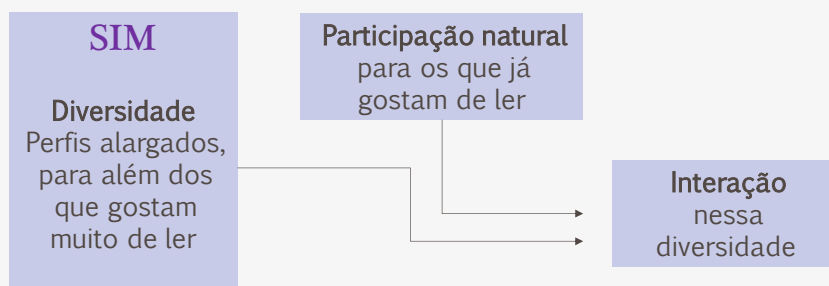 SIM
Diversidade
Perfis alargados,
para além dos
que gostam
muito de ler
Participação natural
para os que já
gostam de ler
Interação
nessa
diversidade